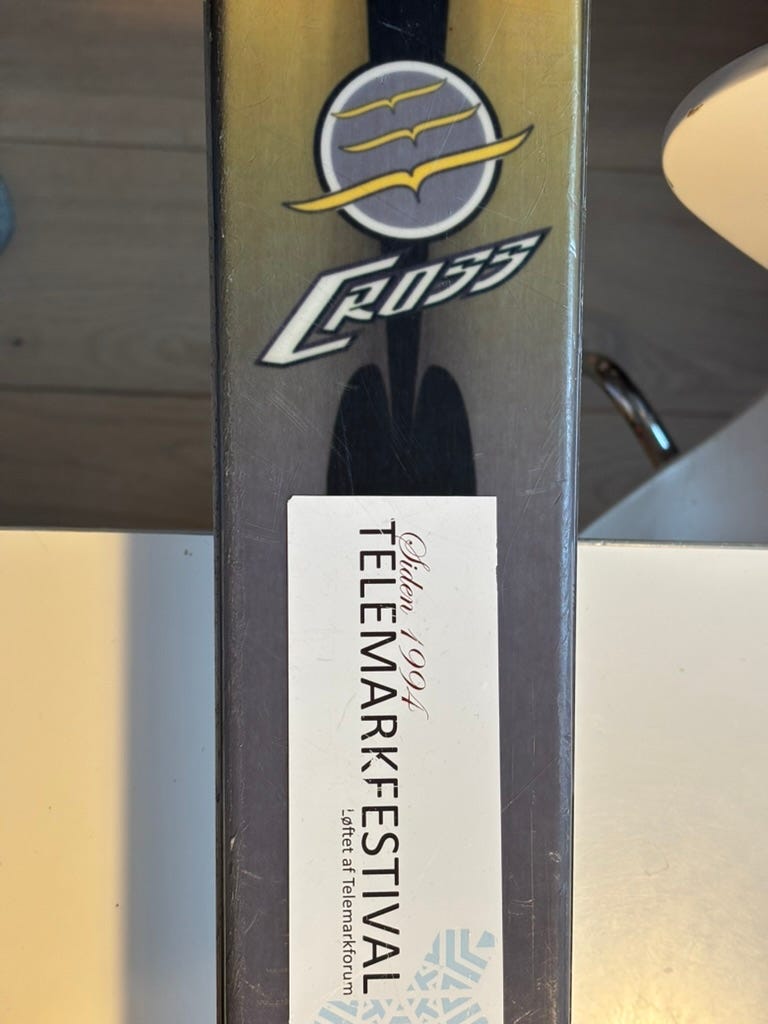 CROSS
Siden 1994
TELEMARKFESTIVAL
Løftet af Telemarkforum